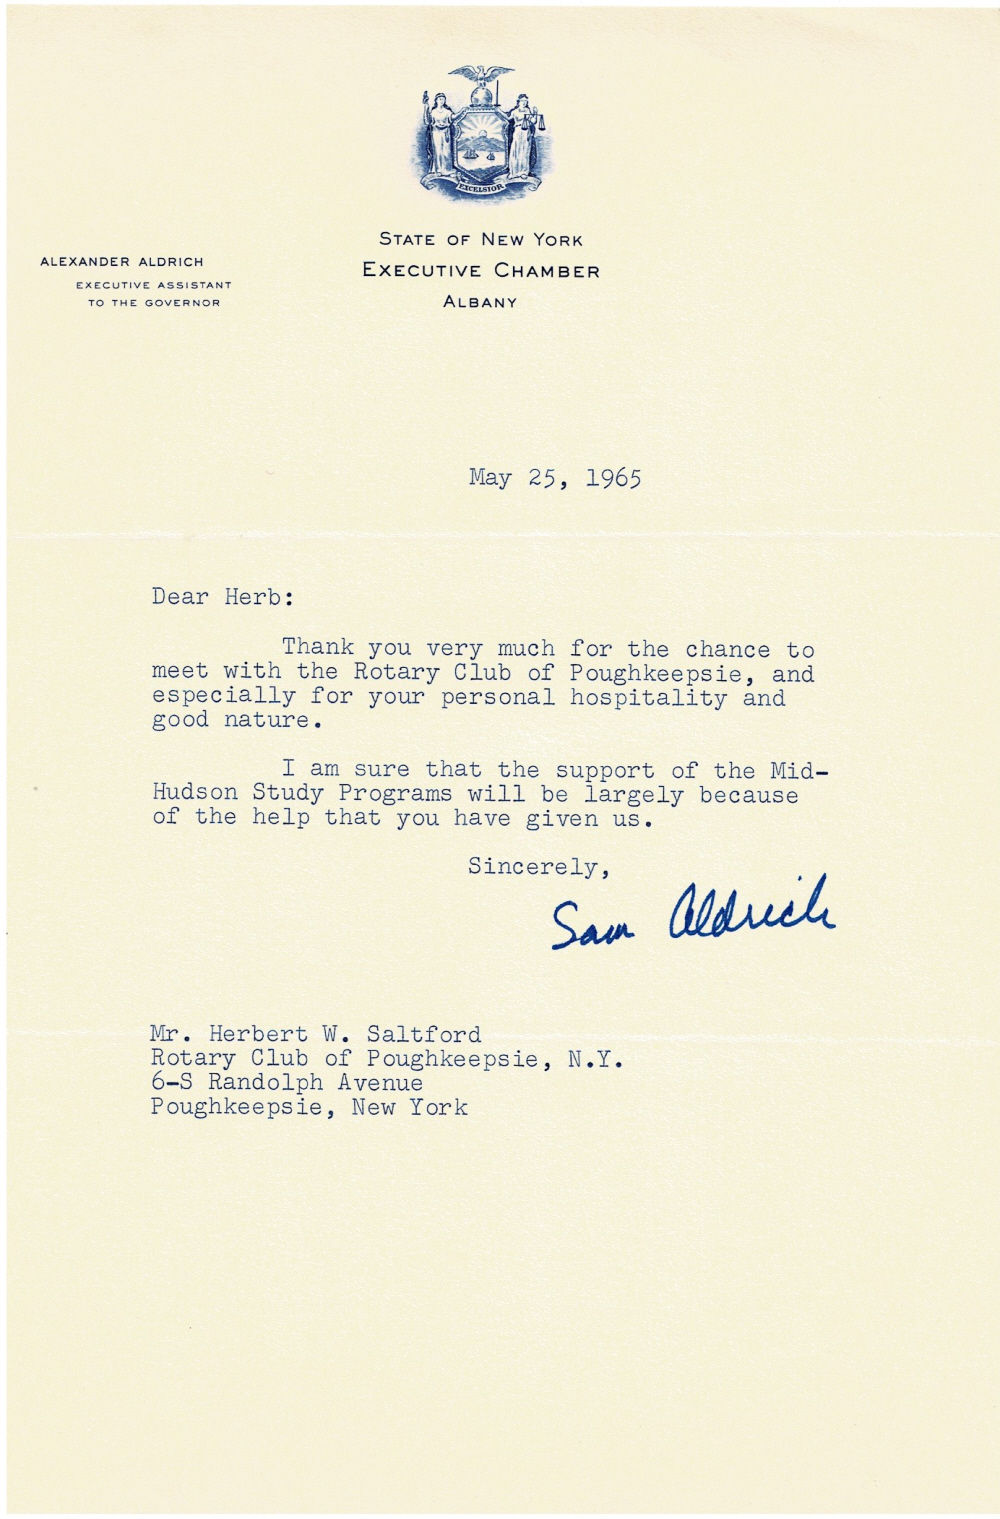 EXCELSIOR
STATE OF NEW YORK
EXECUTIVE CHAMBER
ALBANY
ALEXANDER ALDRICH
EXECUTIVE ASSISTANT
TO THE GOVERNOR
May 25, 1965
Dear Herb:
Thank you very much for the chance to
meet with the Rotary Club of Poughkeepsie, and
especially for your personal hospitality and
good nature.
I am sure that the support of the Mid-
Hudson Study Programs will be largely because
of the help that you have given us.
Sincerely,
Sam Aldrich
Mr. Herbert W. Saltford
Rotary Club of Poughkeepsie, N.Y.
6-S Randolph Avenue
Poughkeepsie, New York